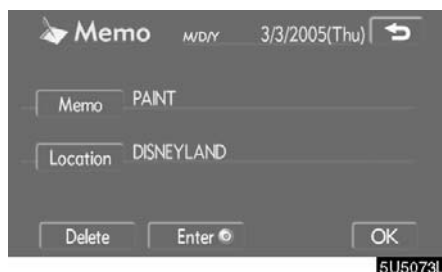 Memo M/D/Y 3/3/2005(Thu)
Memo PAINT
Location DISNEYLAND
Delete Enter OK
5U5073I